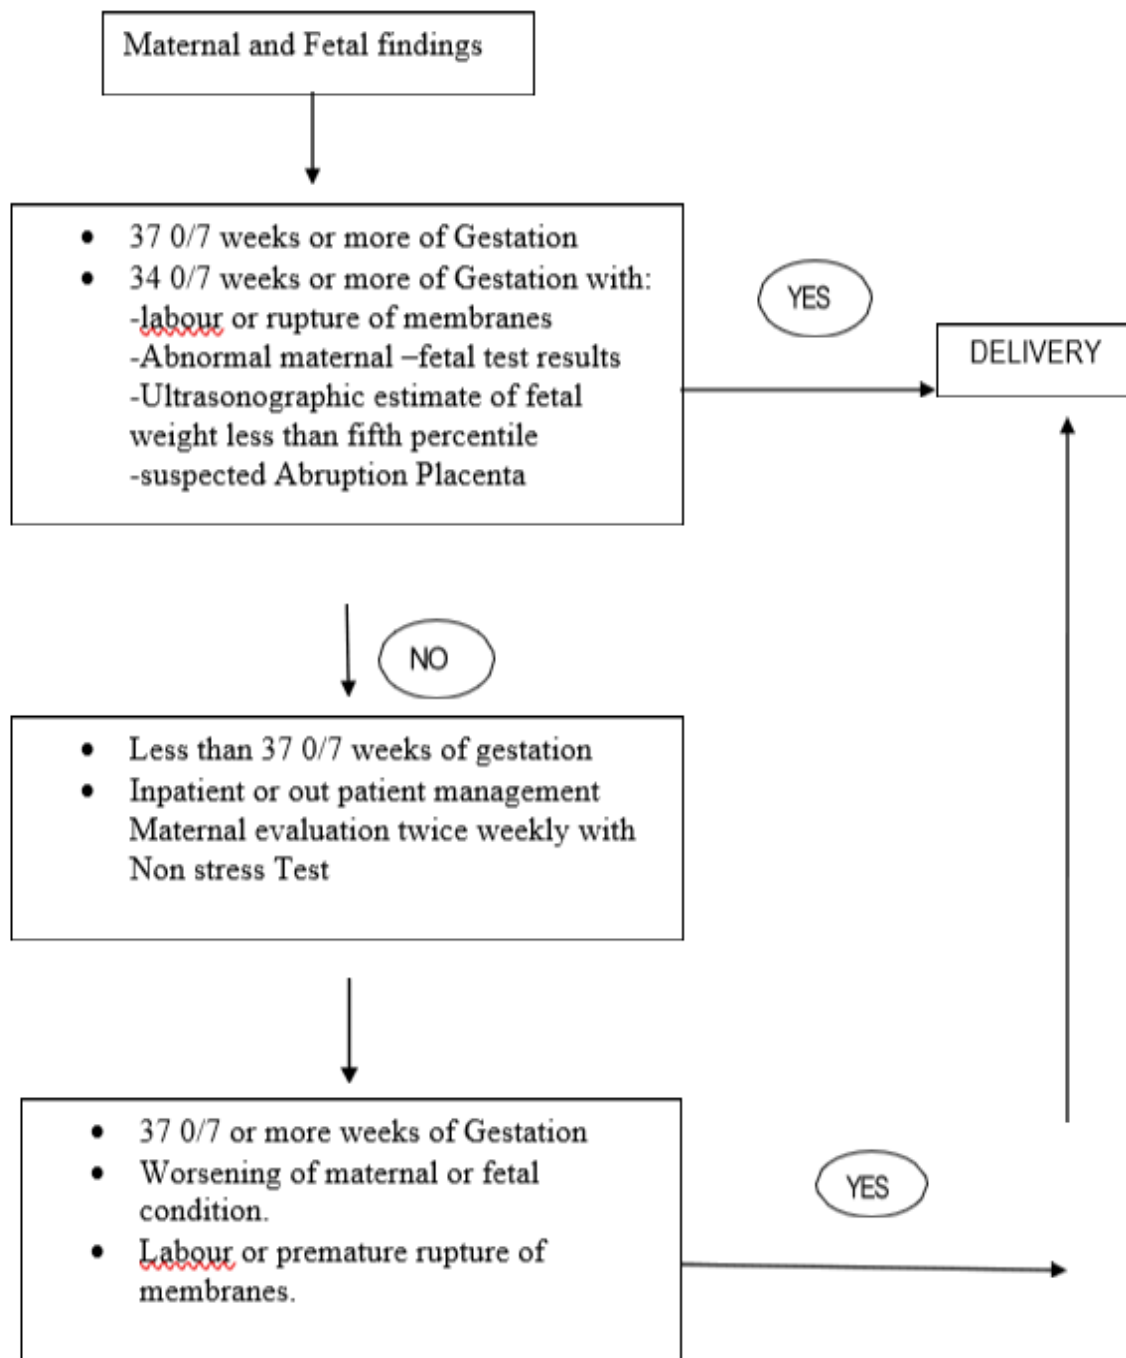 Maternal and Fetal findings
• 37 0/7 weeks or more of Gestation
• 34 0/7 weeks or more of Gestation with:
-labour or rupture of membranes
-Abnormal maternal –fetal test results
-Ultrasonographic estimate of fetal
weight less than fifth percentile
-suspected Abruption Placenta
YES
DELIVERY
NO
• Less than 37 0/7 weeks of gestation
• Inpatient or out patient management
Maternal evaluation twice weekly with
Non stress Test
• 37 0/7 or more weeks of Gestation
• Worsening of maternal or fetal
condition.
• Labour or premature rupture of
membranes.
YES